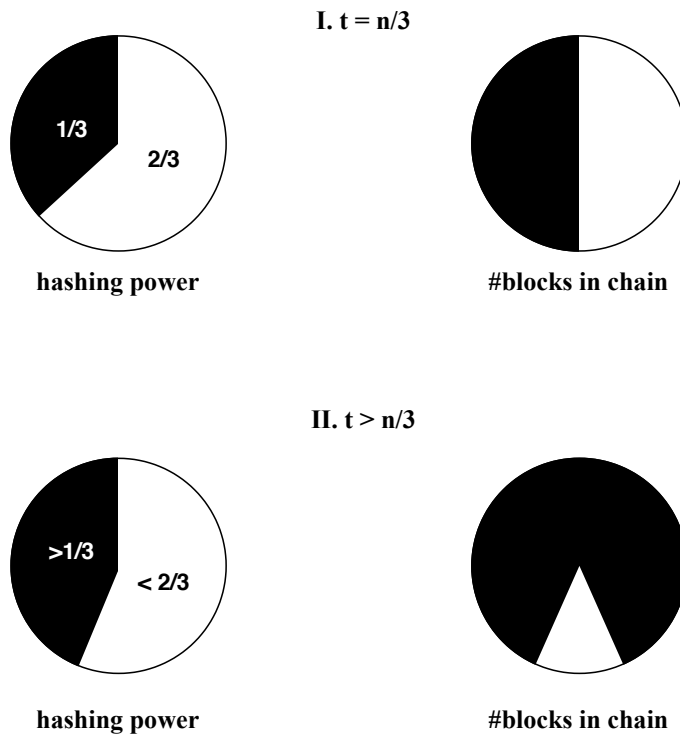 I. t = n/3
1/3
2/3
hashing power
#blocks in chain
II. t > n/3
>1/3
< 2/3
hashing power
#blocks in chain